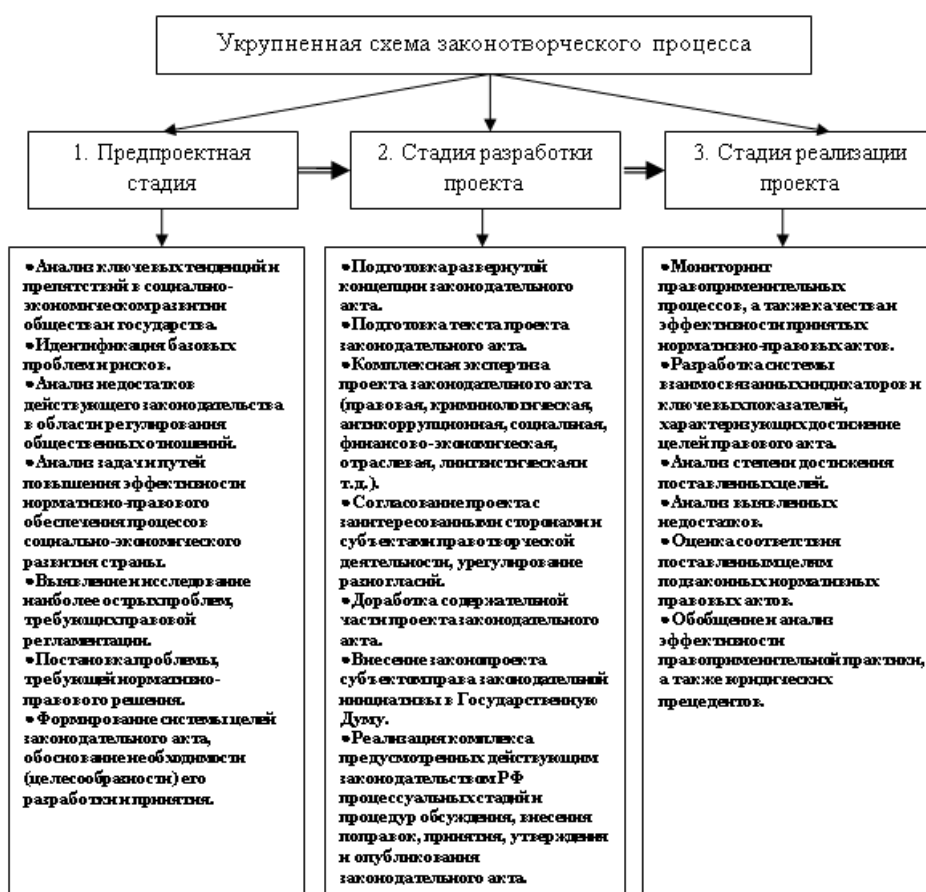 Укрупненная схема законотворческого процесса
1. Предпроектная
стадия
2. Стадия разработки
проекта
3. Стадия реализации
проекта
•Анализ ключевых тенденций и
препятствий в социально-
экономическом развитии
общества и государства.
•Идентификация базовых
проблем и рисков.
•Анализ недостатков
действующего законодательства
в области регулирования
общественных отношений.
•Анализ задач и путей
повышения эффективности
нормативно-правового
обеспечения процессов
социально-экономического
развития страны.
•Выявление и исследование
наиболее острых проблем,
требующих правовой
регламентации.
•Постановка проблемы,
требующей нормативно-
правового решения.
•Формирование системы целей
законодательного акта,
обоснование необходимости
(целесообразности) его
разработки и принятия.
•Подготовка развернутой
концепции законодательного
акта.
•Подготовка текста проекта
законодательного акта.
•Комплексная экспертиза
проекта законодательного акта
(правовая, криминологическая,
антикоррупционная, социальная,
финансово-экономическая,
отраслевая, лингвистическая и
т.д.).
•Согласование проекта с
заинтересованными сторонами и
субъектами правотворческой
деятельности, урегулирование
разногласий.
•Доработка содержательной
части проекта законодательного
акта.
•Внесение законопроекта
субъектом права законодательной
инициативы в Государственную
Думу.
•Реализация комплекса
предусмотренных действующим
законодательством РФ
процессуальных стадий и
процедур обсуждения, внесения
поправок, принятия, утверждения
и опубликования
законодательного акта.
•Мониторинг
правоприменительных
процессов, а также качества и
эффективности принятых
нормативно-правовых актов.
•Разработка системы
взаимосвязанных индикаторов и
ключевых показателей,
характеризующих достижение
целей правового акта.
•Анализ степени достижения
поставленных целей.
•Анализ выявленных
недостатков.
•Оценка соответствия
поставленным целям
подзаконных нормативных
правовых актов.
•Обобщение и анализ
эффективности
правоприменительной практики,
а также юридических
прецедентов.